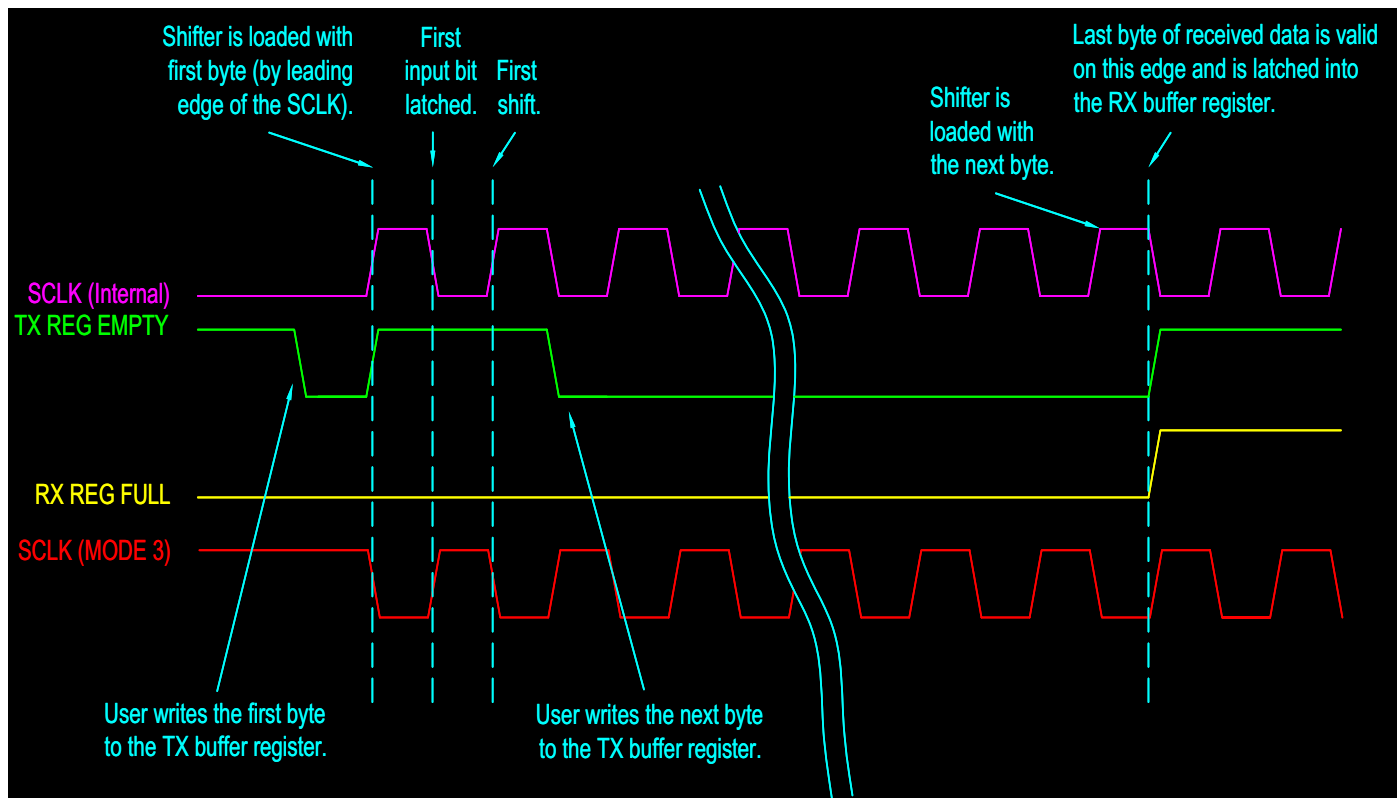 Shifter is loaded with
first byte (by leading
edge of the SCLK).
First
input bit
latched.
First
shift.
Shifter is
loaded with
the next byte.
Last byte of received data is valid
on this edge and is latched into
the RX buffer register.
SCLK (Internal)
TX REG EMPTY
RX REG FULL
SCLK (MODE 3)
User writes the first byte
to the TX buffer register.
User writes the next byte
to the TX buffer register.